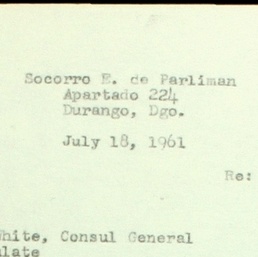 Socorro E. de Parliman
Apartado 224
Durango, Dgo.
July 18, 1961
Re:
White, Consul General
ulate